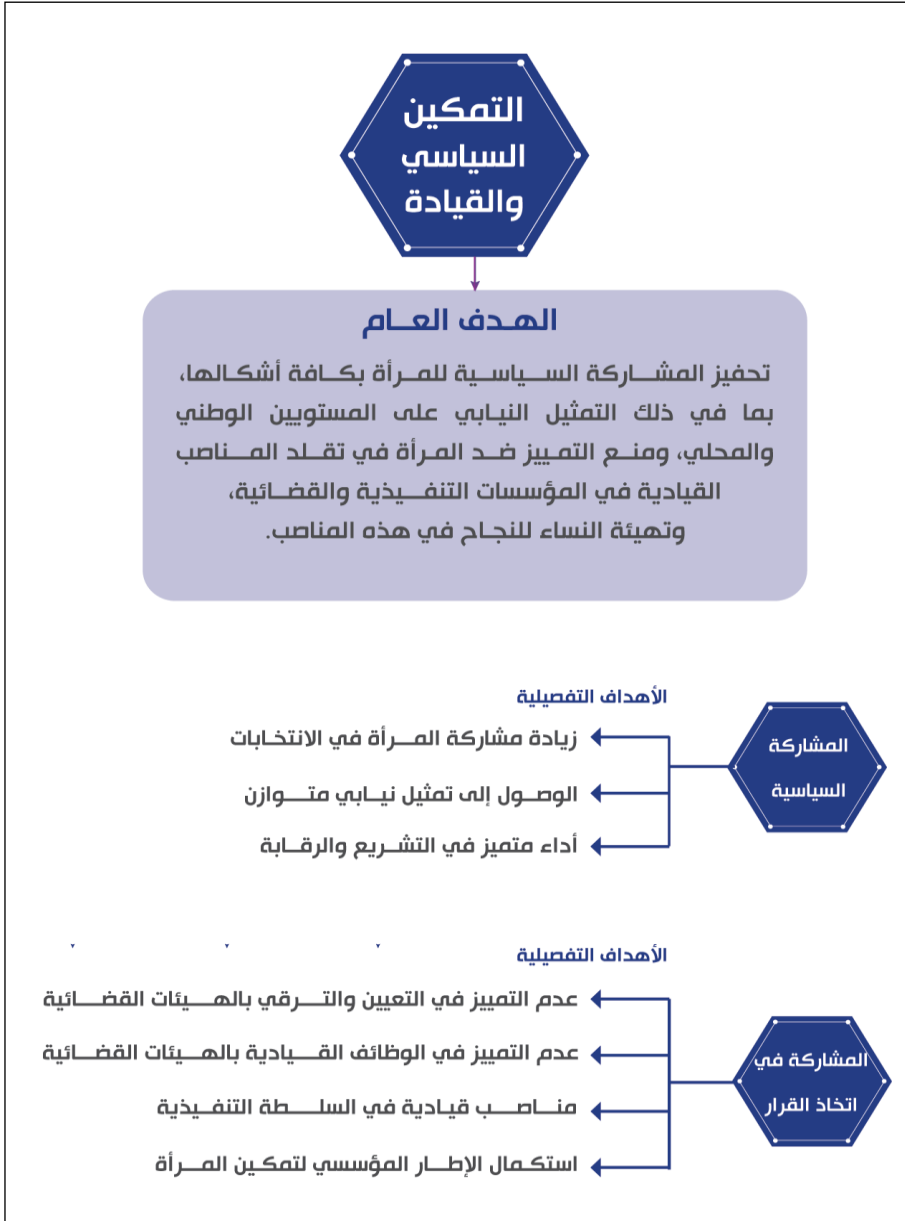 التمكين
السياسي
والقيادة
الهدف العام
تحفيز المشاركة السياسية للمرأة بكافة أشكالها،
بما في ذلك التمثيل النيابي على المستويين الوطني
والمحلي، ومنع التمييز ضد المرأة في تقلد المناصب
القيادية في المؤسسات التنفيذية والقضائية،
وتهيئة النساء للنجاح في هذه المناصب.
المشاركة
السياسية
الأهداف التفصيلية
زيادة مشاركة المرأة في الانتخابات
الوصول إلى تمثيل نيابي متوازن
أداء متميز في التشريع والرقابة
المشاركة في
اتخاذ القرار
الأهداف التفصيلية
عدم التمييز في التعيين والترقي بالهيئات القضائية
عدم التمييز في الوظائف القيادية بالهيئات القضائية
مناصب قيادية في السلطة التنفيذية
استكمال الإطار المؤسسي لتمكين المرأة